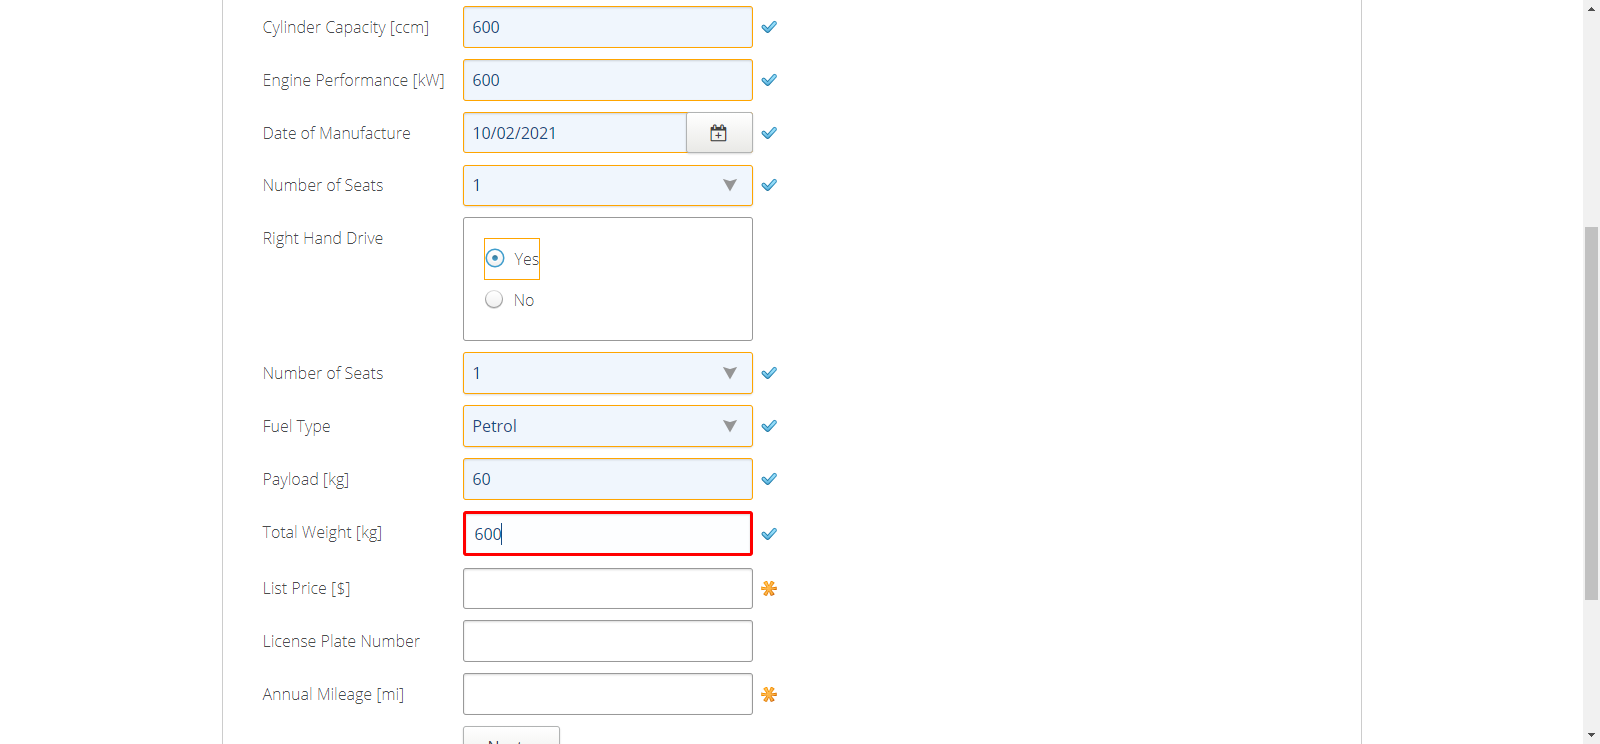 Cylinder Capacity [ccm] 600
Engine Performance [kW] 600
Date of Manufacture 10/02/2021
Number of Seats 1
Right Hand Drive
Yes
No
Number of Seats 1
Fuel Type Petrol
Payload [kg] 60
Total Weight [kg] 600
List Price [$]
License Plate Number
Annual Mileage [mi]